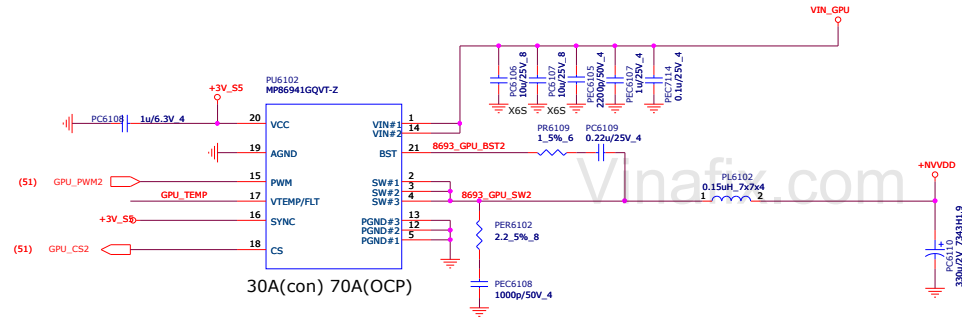 VIN_GPU
PC6106
10u/25V_8
PC6107
10u/25V_8
PEC6105
2200p/50V_4
PEC6107
1u/25V_4
PEC7114
0.1u/25V_4
X6S
X6S
PU6102
MP86941GQVT-Z
+3V_S5
PC6108
1u/6.3V_4
20
VCC
VIN#1
1
VIN#2
14
19
AGND
BST
21
8693_GPU_BST2
PR6109
1_5%_6
PC6109
0.22u/25V_4
Vinafix.com
+NVVDD
(51)
GPU_PWM2
15
PWM
SW#1
2
SW#2
3
SW#3
4
8693_GPU_SW2
PL6102
0.15uH_7x7x4
1
2
GPU_TEMP
17
VTEMP/FLT
+3V_S5
16
SYNC
PGND#3
13
PGND#2
12
PGND#1
5
PER6102
2.2_5%_8
(51)
GPU_CS2
18
CS
PC6110
330u/2V_7343H1.9
+
30A(con) 70A(OCP)
PEC6108
1000p/50V_4